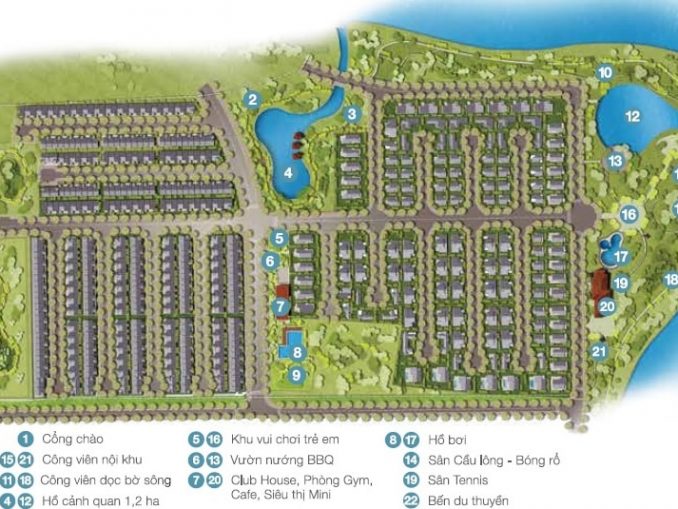 10
2
3
12
4
13
16
5
6
17
18
19
7
20
8
21
9
1 Cổng chào
15 21 Công viên nội khu
11 18 Công viên dọc bờ sông
4 12 Hồ cảnh quan 1,2 ha
5 16 Khu vui chơi trẻ em
6 13 Vườn nướng BBQ
7 20 Club House, Phòng Gym,
Cafe, Siêu thị Mini
8 17 Hồ bơi
14 Sân Cầu lông - Bóng rổ
19 Sân Tennis
22 Bến du thuyền